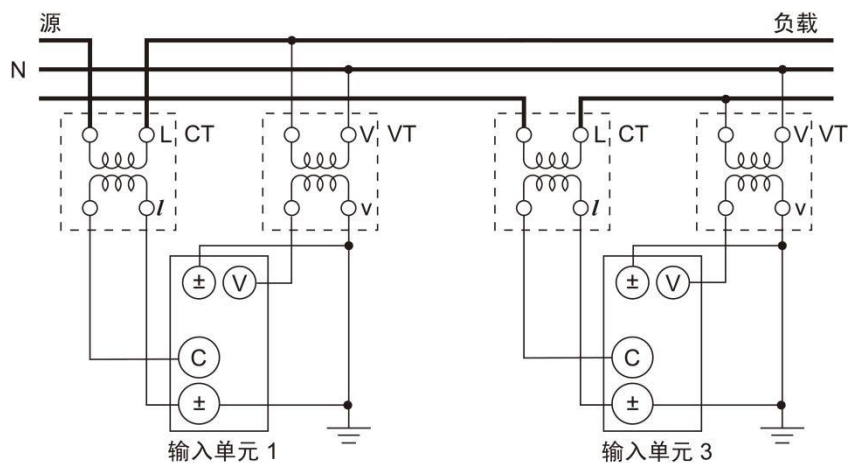 源 负载
N
L CT V VT L CT V VT
l v l v
± V ± V
C C
± ±
输入单元 1 输入单元 3